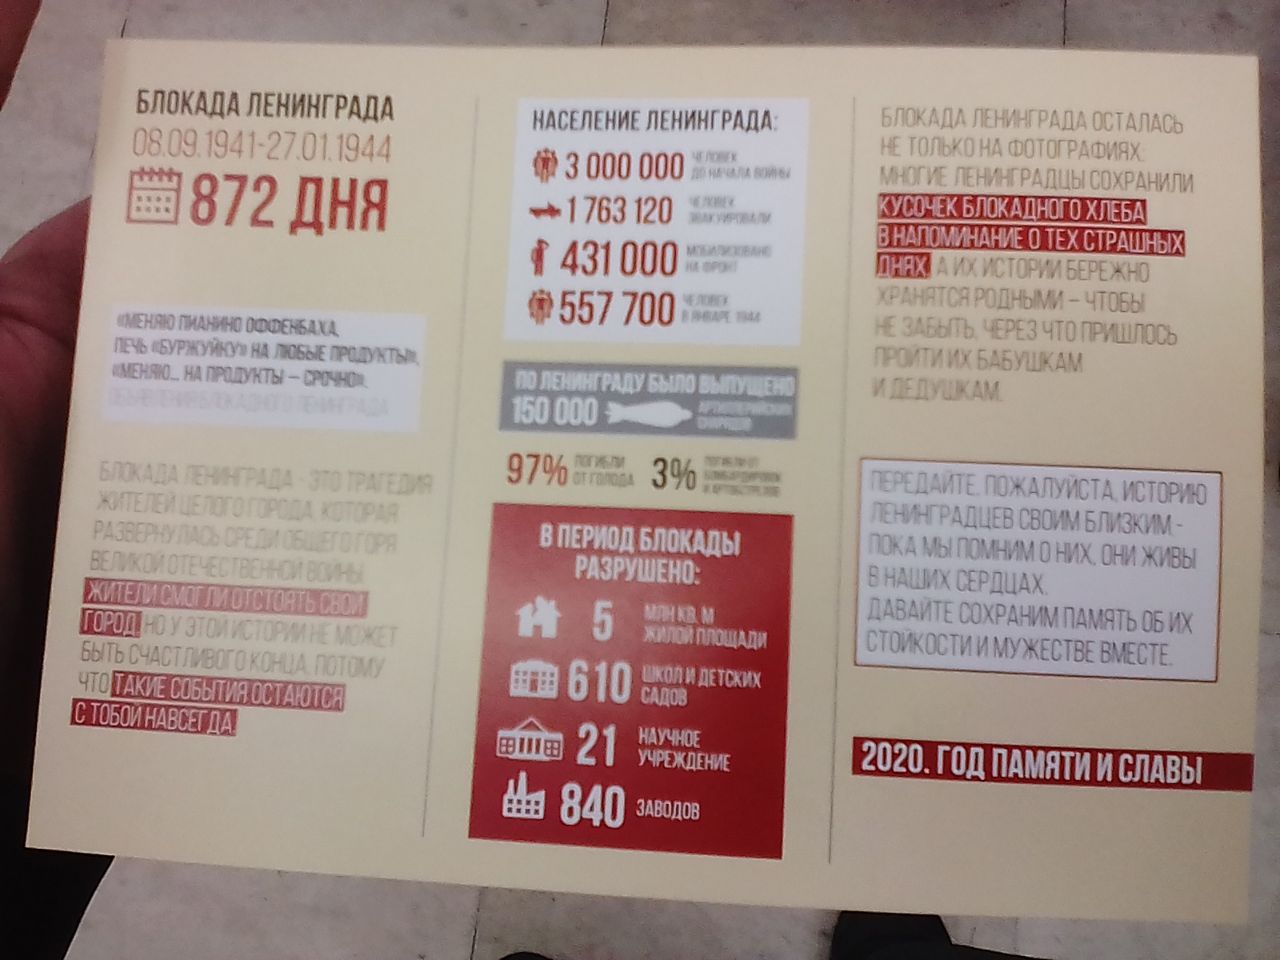 БЛОКАДА ЛЕНИНГРАДА
08.09.1941-27.01.1944
872 ДНЯ
«МЕНЯЮ ПИАНИНО ОФФЕНБАХА,
ПЕЧЬ «БУРЖУЙКУ» НА ЛЮБЫЕ ПРОДУКТЫ»,
«МЕНЯЮ... НА ПРОДУКТЫ – СРОЧНО».
ОБЪЯВЛЕНИЯ БЛОКАДНОГО ЛЕНИНГРАДА
БЛОКАДА ЛЕНИНГРАДА - ЭТО ТРАГЕДИЯ
ЖИТЕЛЕЙ ЦЕЛОГО ГОРОДА, КОТОРАЯ
РАЗВЕРНУЛАСЬ СРЕДИ ОБЩЕГО ГОРЯ
ВЕЛИКОЙ ОТЕЧЕСТВЕННОЙ ВОЙНЫ.
ЖИТЕЛИ СМОГЛИ ОТСТОЯТЬ СВОЙ
ГОРОД, НО У ЭТОЙ ИСТОРИИ НЕ МОЖЕТ
БЫТЬ СЧАСТЛИВОГО КОНЦА, ПОТОМУ
ЧТО ТАКИЕ СОБЫТИЯ ОСТАЮТСЯ
С ТОБОЙ НАВСЕГДА.
НАСЕЛЕНИЕ ЛЕНИНГРАДА:
3 000 000 ЧЕЛОВЕК
ДО НАЧАЛА ВОЙНЫ
1 763 120 ЧЕЛОВЕК
ЭВАКУИРОВАЛИ
431 000 МОБИЛИЗОВАНО
НА ФРОНТ
557 700 ЧЕЛОВЕК
В ЯНВАРЕ 1944
ПО ЛЕНИНГРАДУ БЫЛО ВЫПУЩЕНО
150 000 АРТИЛЛЕРИЙСКИХ
СНАРЯДОВ
97% ПОГИБЛИ
ОТ ГОЛОДА
3% ПОГИБЛИ ОТ
БОМБАРДИРОВОК
И АРТОБСТРЕЛОВ
В ПЕРИОД БЛОКАДЫ
РАЗРУШЕНО:
5 МЛН КВ. М
ЖИЛОЙ ПЛОЩАДИ
610 ШКОЛ И ДЕТСКИХ
САДОВ
21 НАУЧНОЕ
УЧРЕЖДЕНИЕ
840 ЗАВОДОВ
БЛОКАДА ЛЕНИНГРАДА ОСТАЛАСЬ
НЕ ТОЛЬКО НА ФОТОГРАФИЯХ:
МНОГИЕ ЛЕНИНГРАДЦЫ СОХРАНИЛИ
КУСОЧЕК БЛОКАДНОГО ХЛЕБА
В НАПОМИНАНИЕ О ТЕХ СТРАШНЫХ
ДНЯХ, А ИХ ИСТОРИИ БЕРЕЖНО
ХРАНЯТСЯ РОДНЫМИ – ЧТОБЫ
НЕ ЗАБЫТЬ, ЧЕРЕЗ ЧТО ПРИШЛОСЬ
ПРОЙТИ ИХ БАБУШКАМ
И ДЕДУШКАМ.
ПЕРЕДАЙТЕ, ПОЖАЛУЙСТА, ИСТОРИЮ
ЛЕНИНГРАДЦЕВ СВОИМ БЛИЗКИМ -
ПОКА МЫ ПОМНИМ О НИХ, ОНИ ЖИВЫ
В НАШИХ СЕРДЦАХ.
ДАВАЙТЕ СОХРАНИМ ПАМЯТЬ ОБ ИХ
СТОЙКОСТИ И МУЖЕСТВЕ ВМЕСТЕ.
2020. ГОД ПАМЯТИ И СЛАВЫ